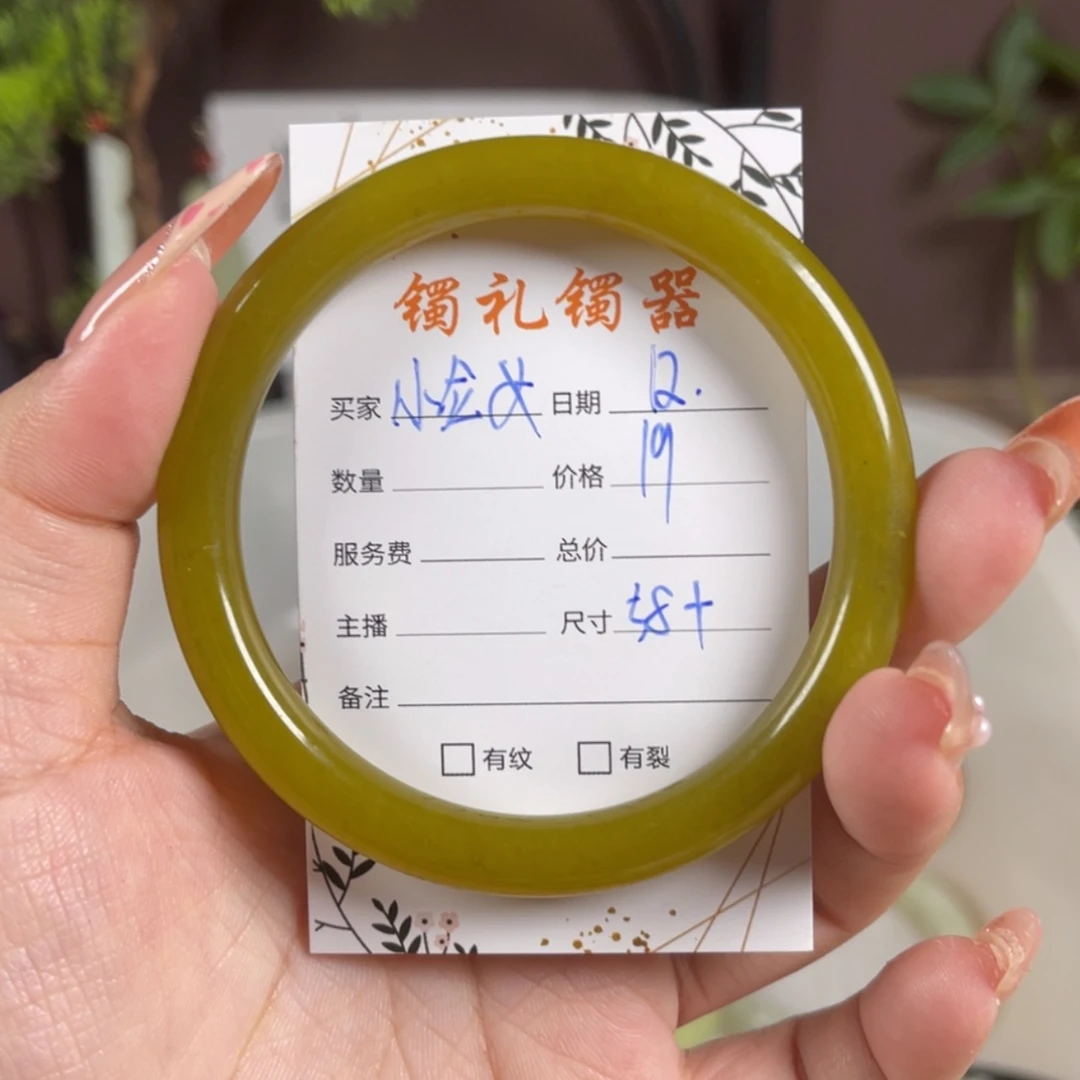 镯礼镯器
买家 日期 12.
数量 价格 19
服务费 总价
主播 尺寸 58+
备注
有纹 有裂